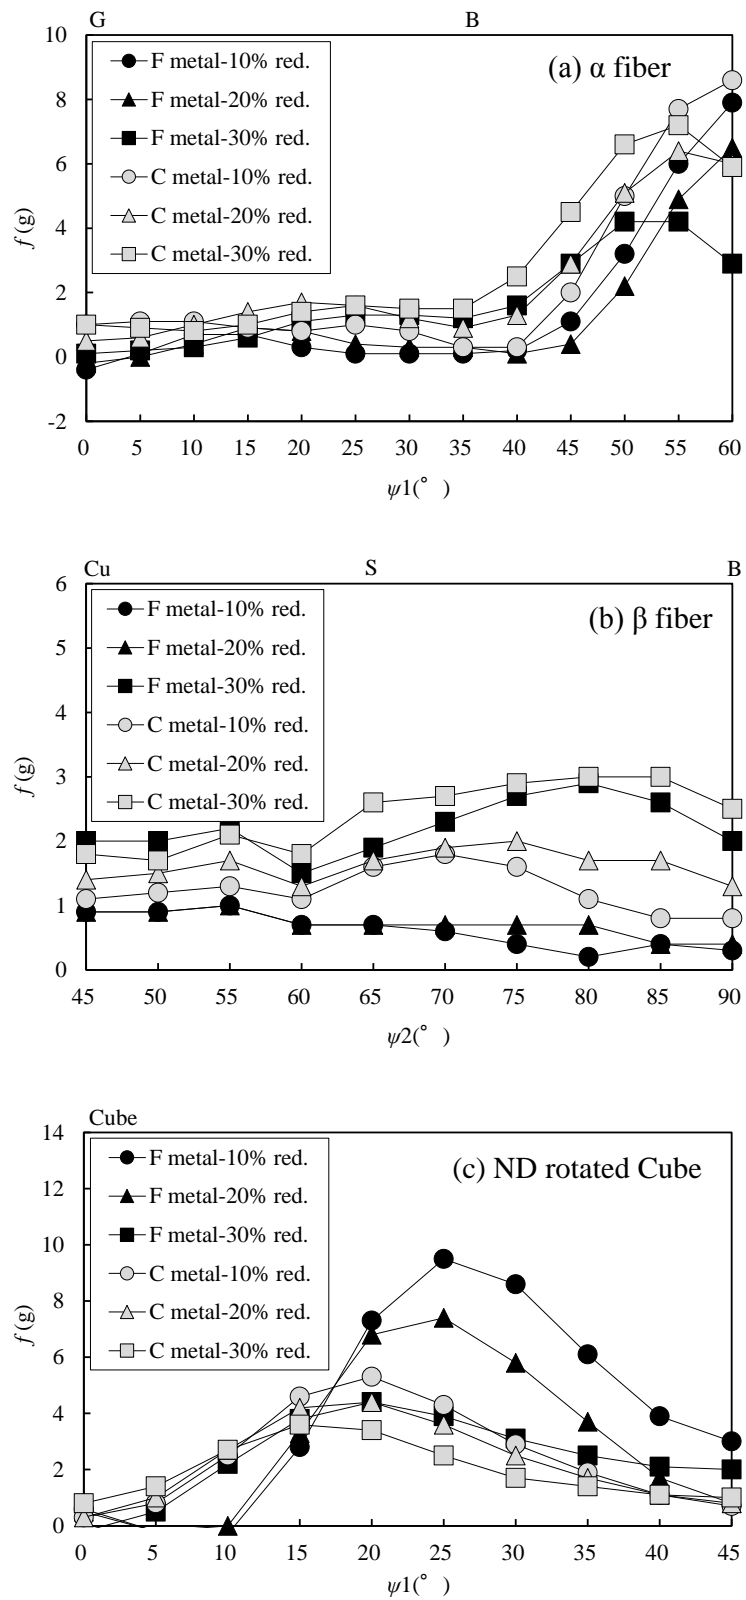 G B
10
8
6
4
2
0
-2
f (g)
F metal-10% red.
F metal-20% red.
F metal-30% red.
C metal-10% red.
C metal-20% red.
C metal-30% red.
(a) α fiber
0 5 10 15 20 25 30 35 40 45 50 55 60
ψ1(° )
Cu S B
6
5
4
3
2
1
0
f (g)
F metal-10% red.
F metal-20% red.
F metal-30% red.
C metal-10% red.
C metal-20% red.
C metal-30% red.
(b) β fiber
45 50 55 60 65 70 75 80 85 90
ψ2(° )
Cube
14
12
10
8
6
4
2
0
f (g)
F metal-10% red.
F metal-20% red.
F metal-30% red.
C metal-10% red.
C metal-20% red.
C metal-30% red.
(c) ND rotated Cube
0 5 10 15 20 25 30 35 40 45
ψ1(° )